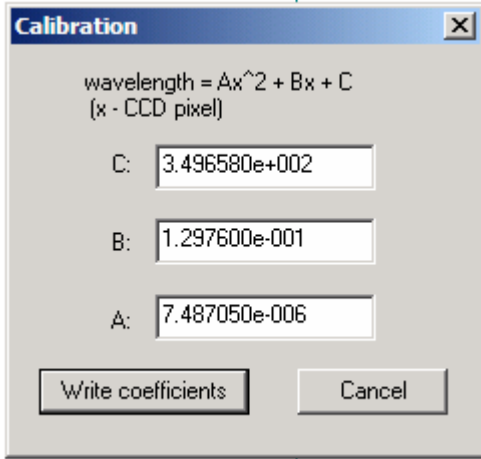 Calibration
wavelength = Ax^2 + Bx + C
(x - CCD pixel)
C: 3.496580e+002
B: 1.297600e-001
A: 7.487050e-006
Write coefficients Cancel